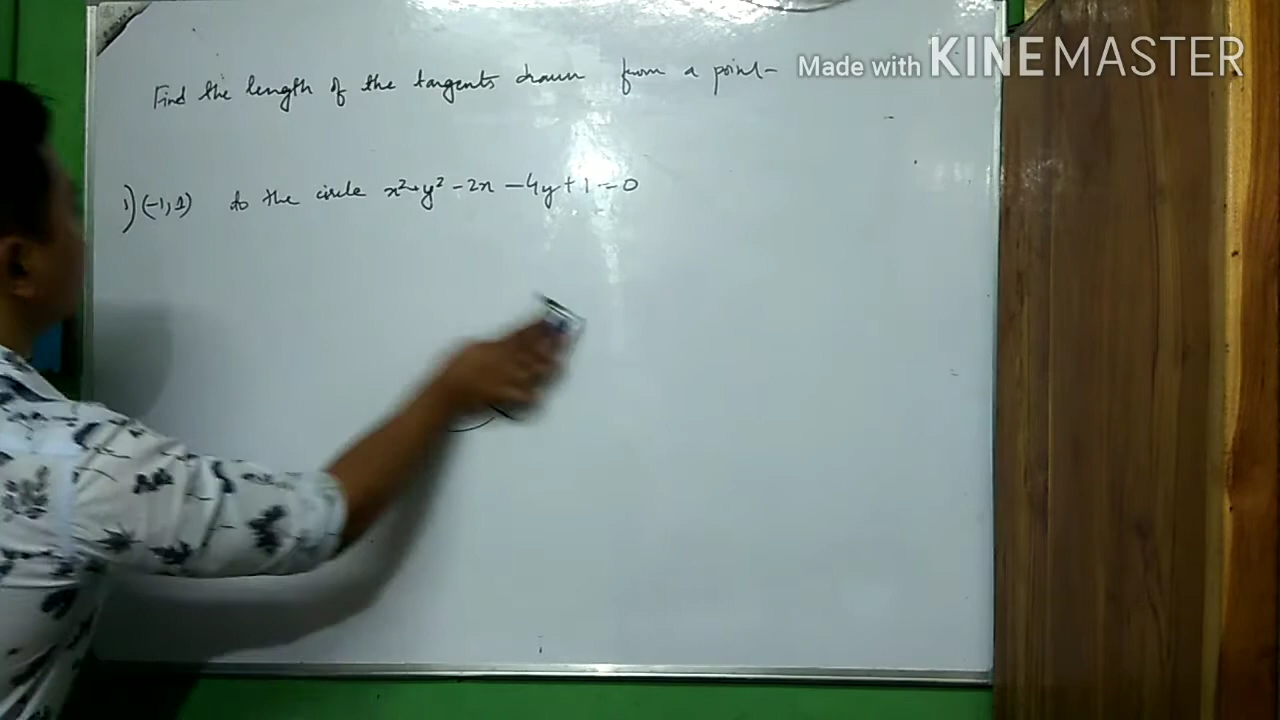 Made with KINEMASTER
Find the length of the tangents drawn from a point-
1) (-1, 1) to the circle x²+y² -2x -4y+1=0